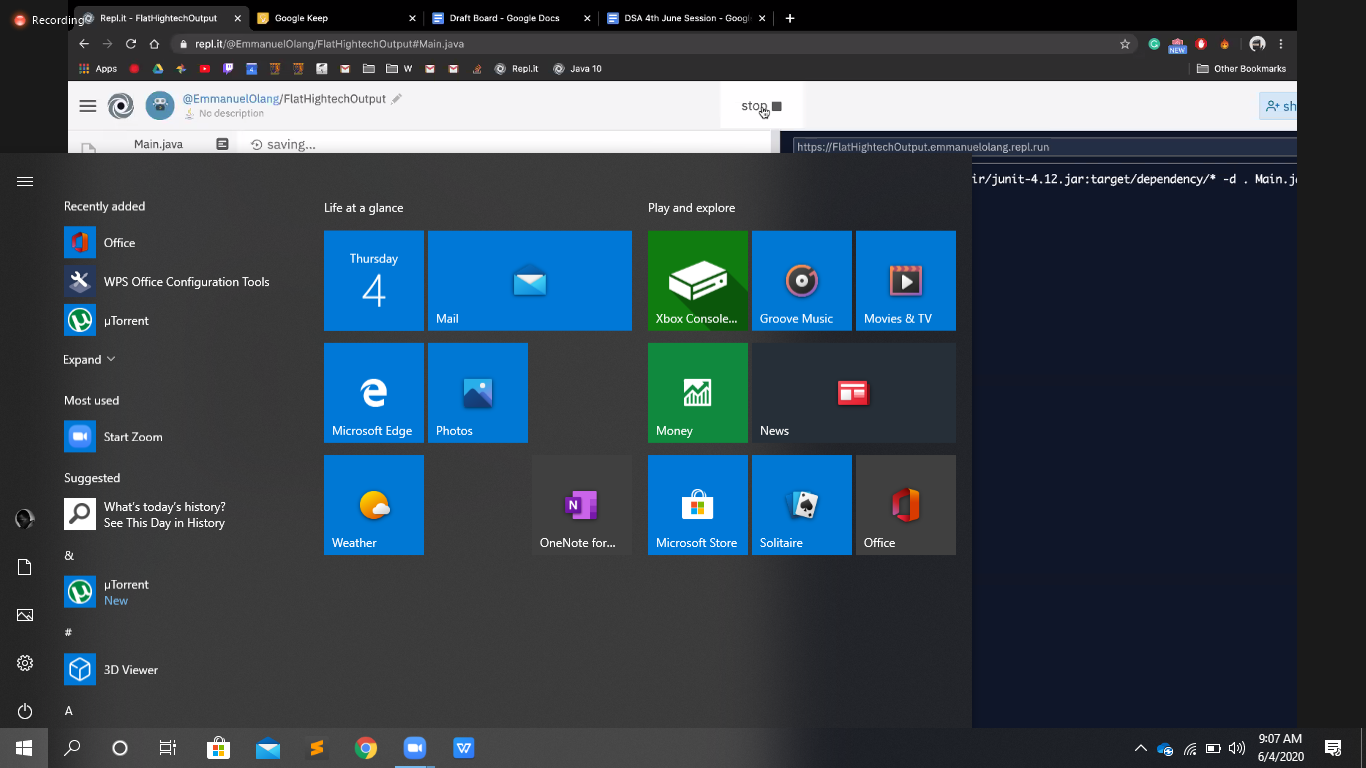 Recording
Repl.it - FlatHightechOutput
Google Keep
Draft Board - Google Docs
DSA 4th June Session - Googl
repl.it/@EmmanuelOlang/FlatHightechOutput#Main.java
NEW
Apps
W
Repl.It
Java 10
Other Bookmarks
@EmmanuelOlang/FlatHightechOutput
No description
stop
sh
Main.java
saving...
https://FlatHightechOutput.emmanuelolang.repl.run
ir/junit-4.12.jar:target/dependency/* -d . Main.j
Recently added
Office
WPS Office Configuration Tools
µTorrent
Expand
Most used
Start Zoom
Suggested
What's today's history?
See This Day in History
&
µTorrent
New
#
3D Viewer
A
Life at a glance
Thursday
4
Mail
Microsoft Edge
Photos
Weather
OneNote for...
Play and explore
Xbox Console...
Groove Music
Movies & TV
Money
News
Microsoft Store
Solitaire
Office
9:07 AM
6/4/2020